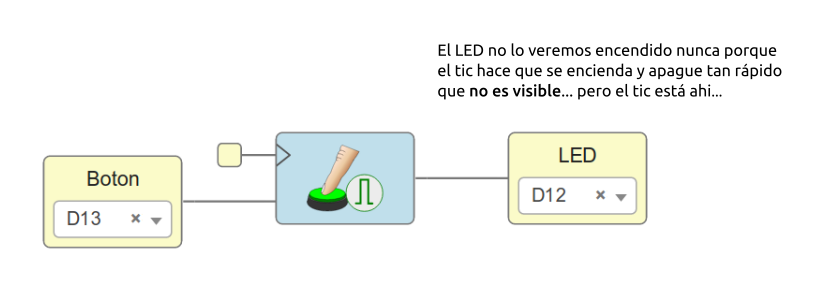 El LED no lo veremos encendido nunca porque
el tic hace que se encienda y apague tan rápido
que no es visible... pero el tic está ahi...
Boton
D13 × ▾
LED
D12 × ▾